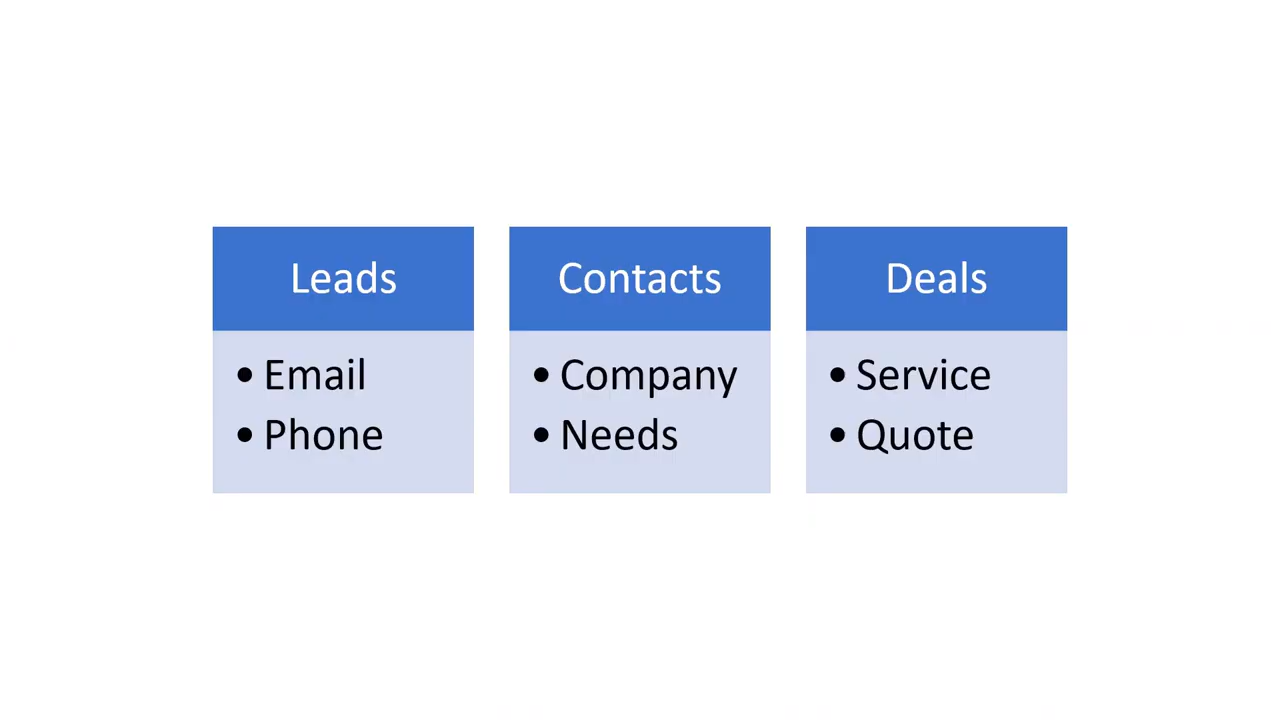 Leads
• Email
• Phone
Contacts
• Company
• Needs
Deals
• Service
• Quote